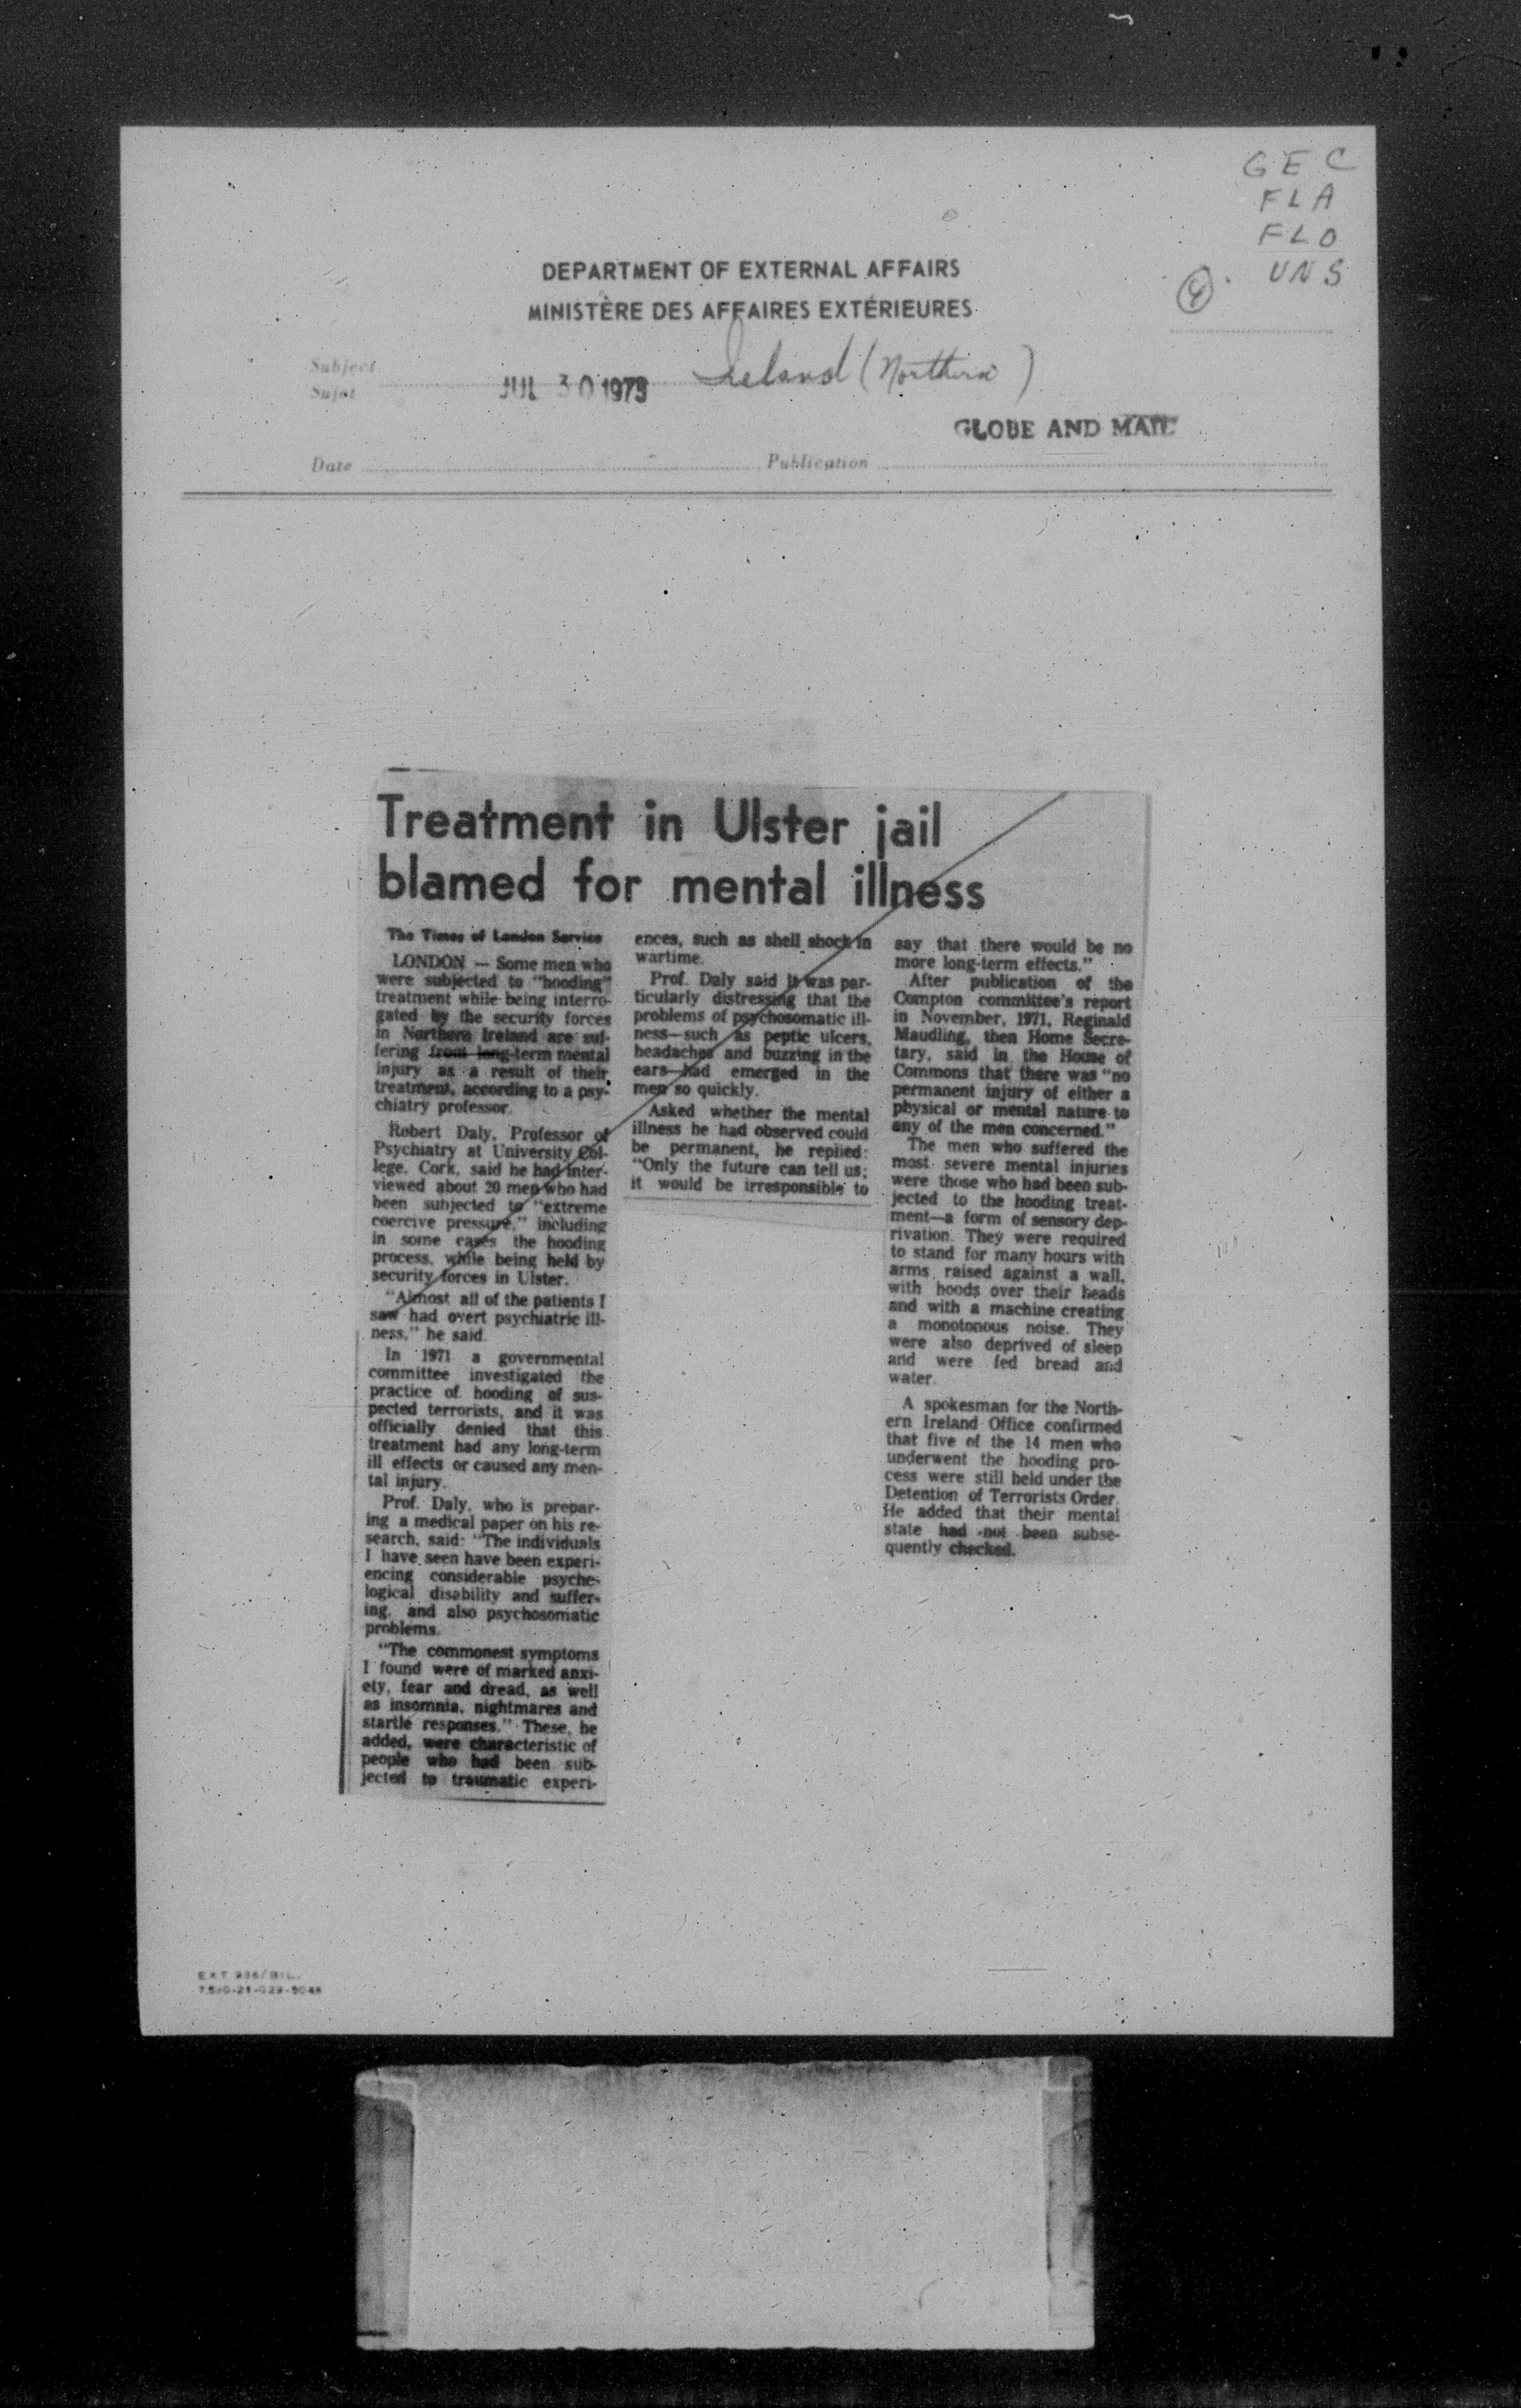 GEC
FLA
FLO
UNS
4
DEPARTMENT OF EXTERNAL AFFAIRS
MINISTÈRE DES AFFAIRES EXTÉRIEURES
Subject
Sujet
JUL 30 1973
Ireland (Northern)
GLOBE AND MAIL
Date
Publication
Treatment in Ulster jail
blamed for mental illness
The Times of London Service
LONDON — Some men who
were subjected to "hooding"
treatment while being interro-
gated by the security forces
in Northern Ireland are suf-
fering from long-term mental
injury as a result of their
treatment, according to a psy-
chiatry professor.
Robert Daly, Professor of
Psychiatry at University Col-
lege, Cork, said he had inter-
viewed about 20 men who had
been subjected to "extreme
coercive pressure," including
in some cases the hooding
process, while being held by
security forces in Ulster.
"Almost all of the patients I
saw had overt psychiatric ill-
ness," he said.
In 1971 a governmental
committee investigated the
practice of hooding of sus-
pected terrorists, and it was
officially denied that this
treatment had any long-term
ill effects or caused any men-
tal injury.
Prof. Daly, who is prepar-
ing a medical paper on his re-
search, said: "The individuals
I have seen have been experi-
encing considerable psycho-
logical disability and suffer-
ing, and also psychosomatic
problems.
"The commonest symptoms
I found were of marked anxi-
ety, fear and dread, as well
as insomnia, nightmares and
startle responses." These, he
added, were characteristic of
people who had been sub-
jected to traumatic experi-
ences, such as shell shock in
wartime.
Prof. Daly said it was par-
ticularly distressing that the
problems of psychosomatic ill-
ness—such as peptic ulcers,
headaches and buzzing in the
ears—had emerged in the
men so quickly.
Asked whether the mental
illness he had observed could
be permanent, he replied:
"Only the future can tell us;
it would be irresponsible to
say that there would be no
more long-term effects."
After publication of the
Compton committee's report
in November, 1971, Reginald
Maudling, then Home Secre-
tary, said in the House of
Commons that there was "no
permanent injury of either a
physical or mental nature to
any of the men concerned."
The men who suffered the
most severe mental injuries
were those who had been sub-
jected to the hooding treat-
ment—a form of sensory dep-
rivation. They were required
to stand for many hours with
arms raised against a wall,
with hoods over their heads
and with a machine creating
a monotonous noise. They
were also deprived of sleep
and were fed bread and
water.
A spokesman for the North-
ern Ireland Office confirmed
that five of the 14 men who
underwent the hooding pro-
cess were still held under the
Detention of Terrorists Order.
He added that their mental
state had not been subse-
quently checked.
EXT 936/BIL.
7530-21-029-5048